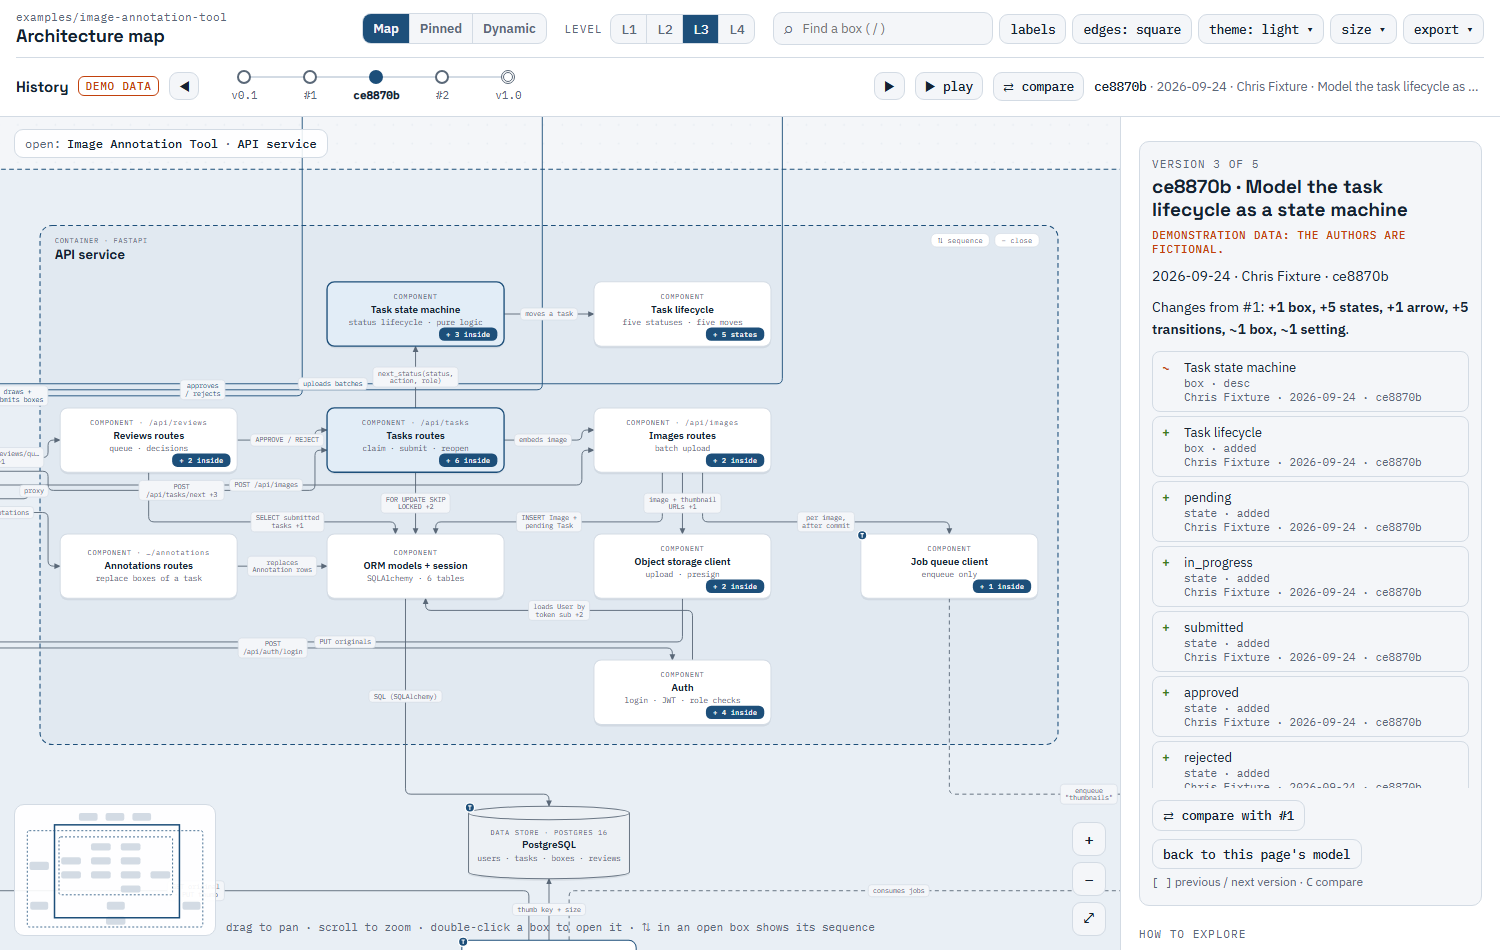 examples/image-annotation-tool
Architecture map
Map Pinned Dynamic
LEVEL L1 L2 L3 L4
Find a box ( / )
labels
edges: square
theme: light ▾
size ▾
export ▾
History
DEMO DATA
◀
v0.1 #1 ce8870b #2 v1.0
▶
▶ play
⇄ compare
ce8870b · 2026-09-24 · Chris Fixture · Model the task lifecycle as …
open: Image Annotation Tool · API service
CONTAINER · FASTAPI
API service
⇅ sequence
− close
COMPONENT
Task state machine
status lifecycle · pure logic
+ 3 inside
moves a task
COMPONENT
Task lifecycle
five statuses · five moves
+ 5 states
next_status(status,
action, role)
uploads batches
approves
/ rejects
draws +
bmits boxes
COMPONENT · /api/reviews
Reviews routes
queue · decisions
+ 2 inside
APPROVE / REJECT
COMPONENT · /api/tasks
Tasks routes
claim · submit · reopen
+ 6 inside
embeds image
COMPONENT · /api/images
Images routes
batch upload
+ 2 inside
eviews/qu…
+1
proxy
POST
/api/tasks/next +3
POST /api/images
FOR UPDATE SKIP
LOCKED +2
image + thumbnail
URLs +1
tations
SELECT submitted
tasks +1
INSERT Image +
pending Task
per image,
after commit
COMPONENT · …/annotations
Annotations routes
replace boxes of a task
replaces
Annotation rows
COMPONENT
ORM models + session
SQLAlchemy · 6 tables
COMPONENT
Object storage client
upload · presign
+ 2 inside
T
COMPONENT
Job queue client
enqueue only
+ 1 inside
loads User by
token sub +2
POST
/api/auth/login
PUT originals
COMPONENT
Auth
login · JWT · role checks
+ 4 inside
SQL (SQLAlchemy)
enqueue
"thumbnails"
T
DATA STORE · POSTGRES 16
PostgreSQL
users · tasks · boxes · reviews
consumes jobs
thumb key + size
T
drag to pan · scroll to zoom · double-click a box to open it · ⇅ in an open box shows its sequence
+
−
⤢
VERSION 3 OF 5
ce8870b · Model the task
lifecycle as a state machine
DEMONSTRATION DATA: THE AUTHORS ARE
FICTIONAL.
2026-09-24 · Chris Fixture · ce8870b
Changes from #1: +1 box, +5 states, +1 arrow, +5
transitions, ~1 box, ~1 setting.
~ Task state machine
box · desc
Chris Fixture · 2026-09-24 · ce8870b
+ Task lifecycle
box · added
Chris Fixture · 2026-09-24 · ce8870b
+ pending
state · added
Chris Fixture · 2026-09-24 · ce8870b
+ in_progress
state · added
Chris Fixture · 2026-09-24 · ce8870b
+ submitted
state · added
Chris Fixture · 2026-09-24 · ce8870b
+ approved
state · added
Chris Fixture · 2026-09-24 · ce8870b
+ rejected
state · added
Chris Fixture · 2026-09-24 · ce8870b
⇄ compare with #1
back to this page's model
[ ] previous / next version · C compare
HOW TO EXPLORE